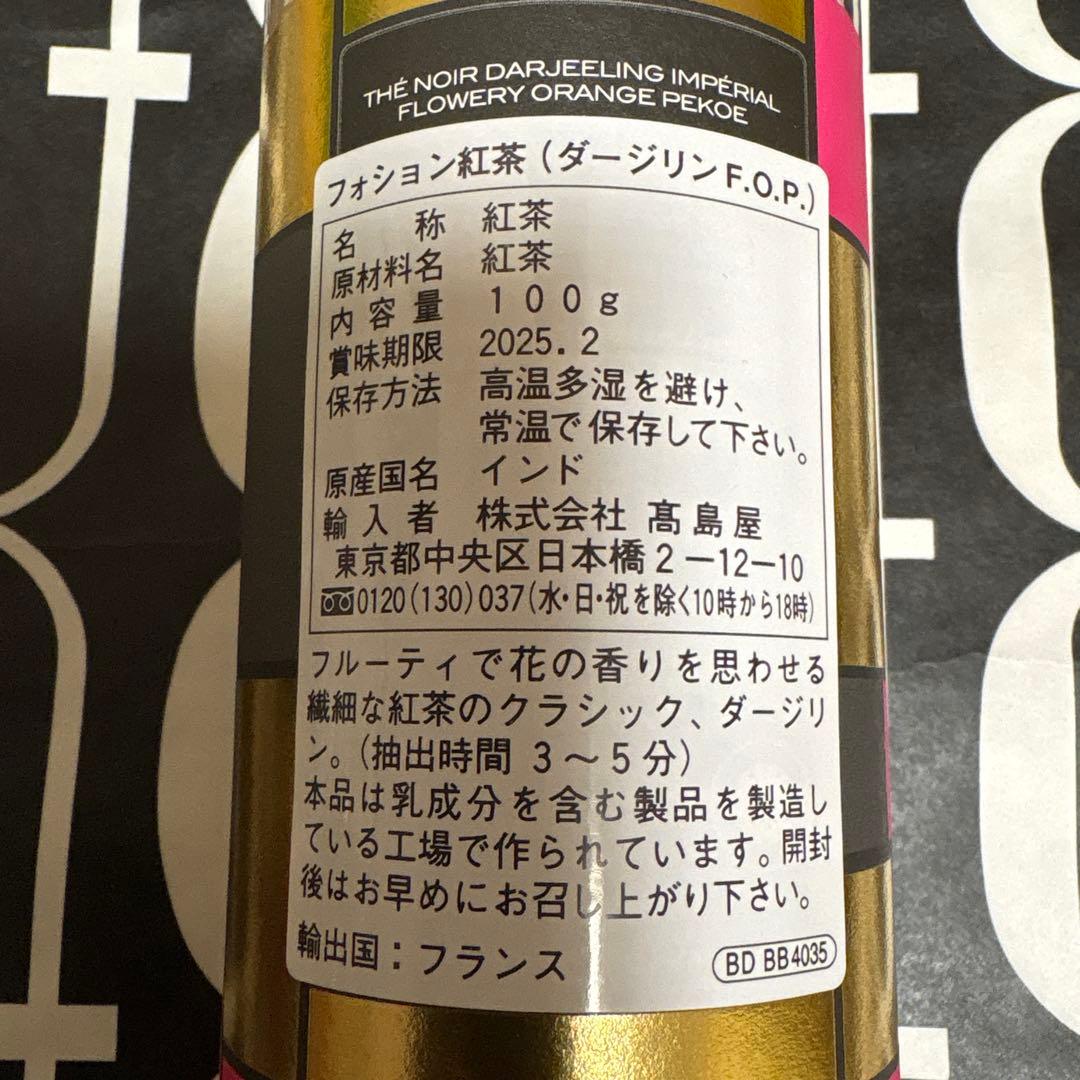 THÉ NOIR DARJEELING IMPÉRIAL
FLOWERY ORANGE PEKOE
フォション紅茶（ダージリンF.O.P.）
名称 紅茶
原材料名 紅茶
内容量 100g
賞味期限 2025.2
保存方法 高温多湿を避け、
常温で保存して下さい。
原産国名 インド
輸入者 株式会社 髙島屋
東京都中央区日本橋2-12-10
0120(130)037(水・日・祝を除く10時から18時)
フルーティで花の香りを思わせる
繊細な紅茶のクラシック、ダージリ
ン。(抽出時間 3～5分)
本品は乳成分を含む製品を製造し
ている工場で作られています。開封
後はお早めにお召し上がり下さい。
輸出国：フランス
BD BB4035